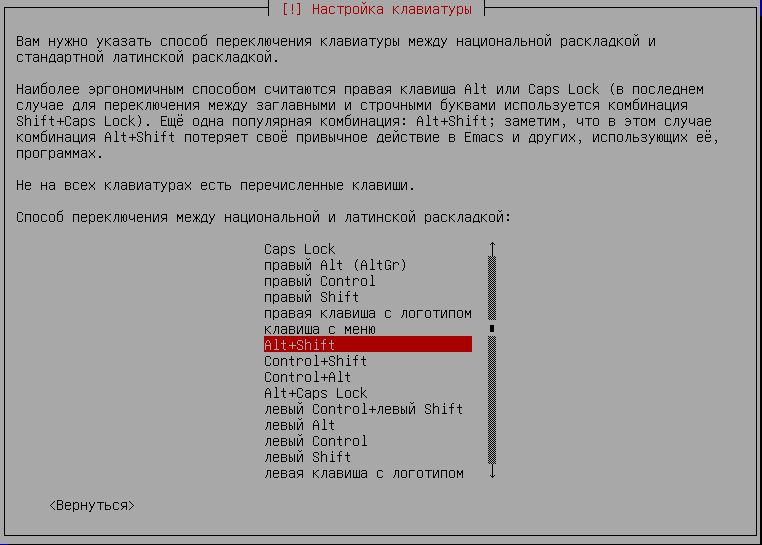 [!] Настройка клавиатуры
Вам нужно указать способ переключения клавиатуры между национальной раскладкой и
стандартной латинской раскладкой.
Наиболее эргономичным способом считаются правая клавиша Alt или Caps Lock (в последнем
случае для переключения между заглавными и строчными буквами используется комбинация
Shift+Caps Lock). Ещё одна популярная комбинация: Alt+Shift; заметим, что в этом случае
комбинация Alt+Shift потеряет своё привычное действие в Emacs и других, использующих её,
программах.
Не на всех клавиатурах есть перечисленные клавиши.
Способ переключения между национальной и латинской раскладкой:
Caps Lock
правый Alt (AltGr)
правый Control
правый Shift
правая клавиша с логотипом
клавиша с меню
Alt+Shift
Control+Shift
Control+Alt
Alt+Caps Lock
левый Control+левый Shift
левый Alt
левый Control
левый Shift
левая клавиша с логотипом
<Вернуться>